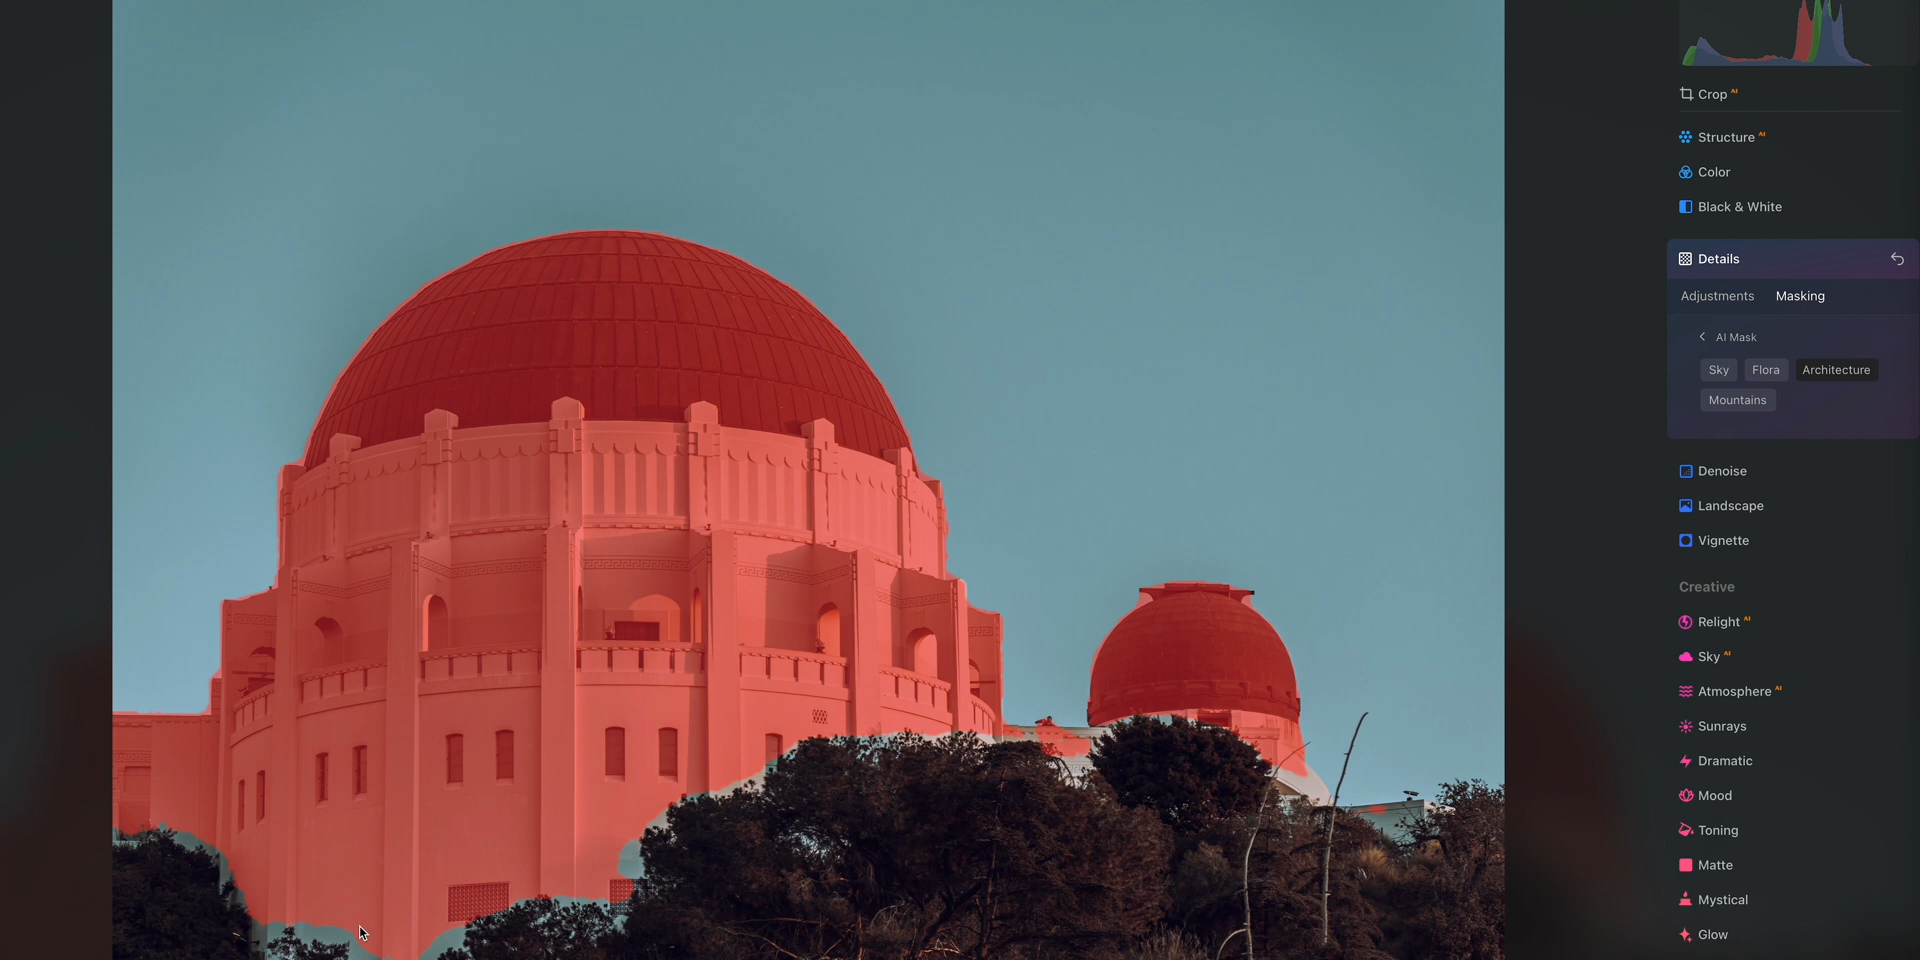 Crop AI
Structure AI
Color
Black & White
Details
Adjustments Masking
AI Mask
Sky Flora Architecture
Mountains
Denoise
Landscape
Vignette
Creative
Relight AI
Sky AI
Atmosphere AI
Sunrays
Dramatic
Mood
Toning
Matte
Mystical
Glow